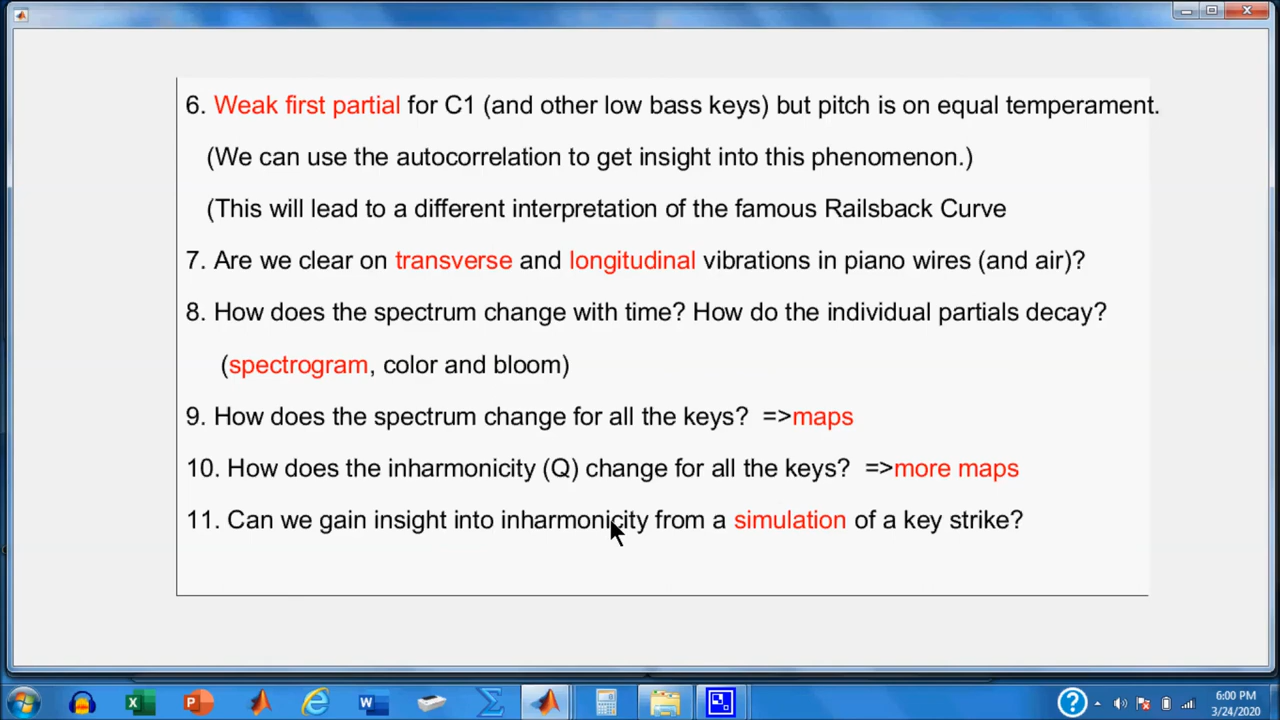 6. Weak first partial for C1 (and other low bass keys) but pitch is on equal temperament.
(We can use the autocorrelation to get insight into this phenomenon.)
(This will lead to a different interpretation of the famous Railsback Curve
7. Are we clear on transverse and longitudinal vibrations in piano wires (and air)?
8. How does the spectrum change with time? How do the individual partials decay?
(spectrogram, color and bloom)
9. How does the spectrum change for all the keys? =>maps
10. How does the inharmonicity (Q) change for all the keys? =>more maps
11. Can we gain insight into inharmonicity from a simulation of a key strike?
6:00 PM
3/24/2020